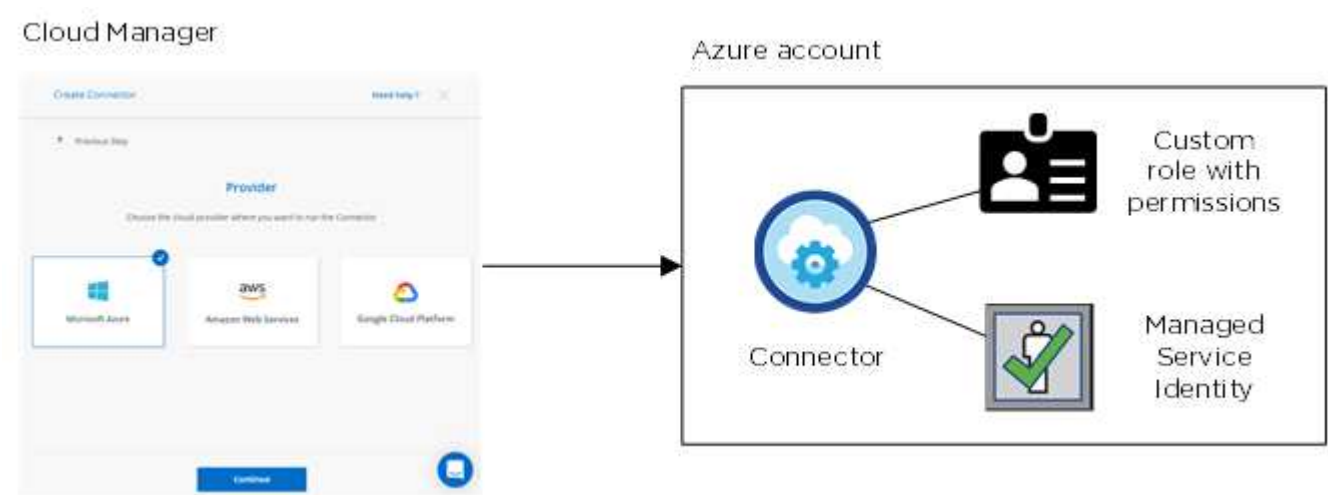 Cloud Manager
Azure account
Create Connector
Need help?
Previous Step
Provider
Choose the cloud provider where you want to run the Connector
Microsoft Azure
aws
Amazon Web Services
Google Cloud Platform
Continue
Connector
Custom
role with
permissions
Managed
Service
Identity